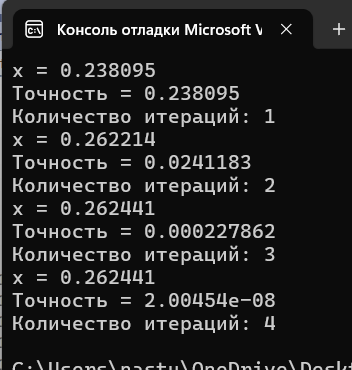 Консоль отладки Microsoft V
x = 0.238095
Точность = 0.238095
Количество итераций: 1
x = 0.262214
Точность = 0.0241183
Количество итераций: 2
x = 0.262441
Точность = 0.000227862
Количество итераций: 3
x = 0.262441
Точность = 2.00454e-08
Количество итераций: 4
C:\Users\nastu\OneDrive\Deskt